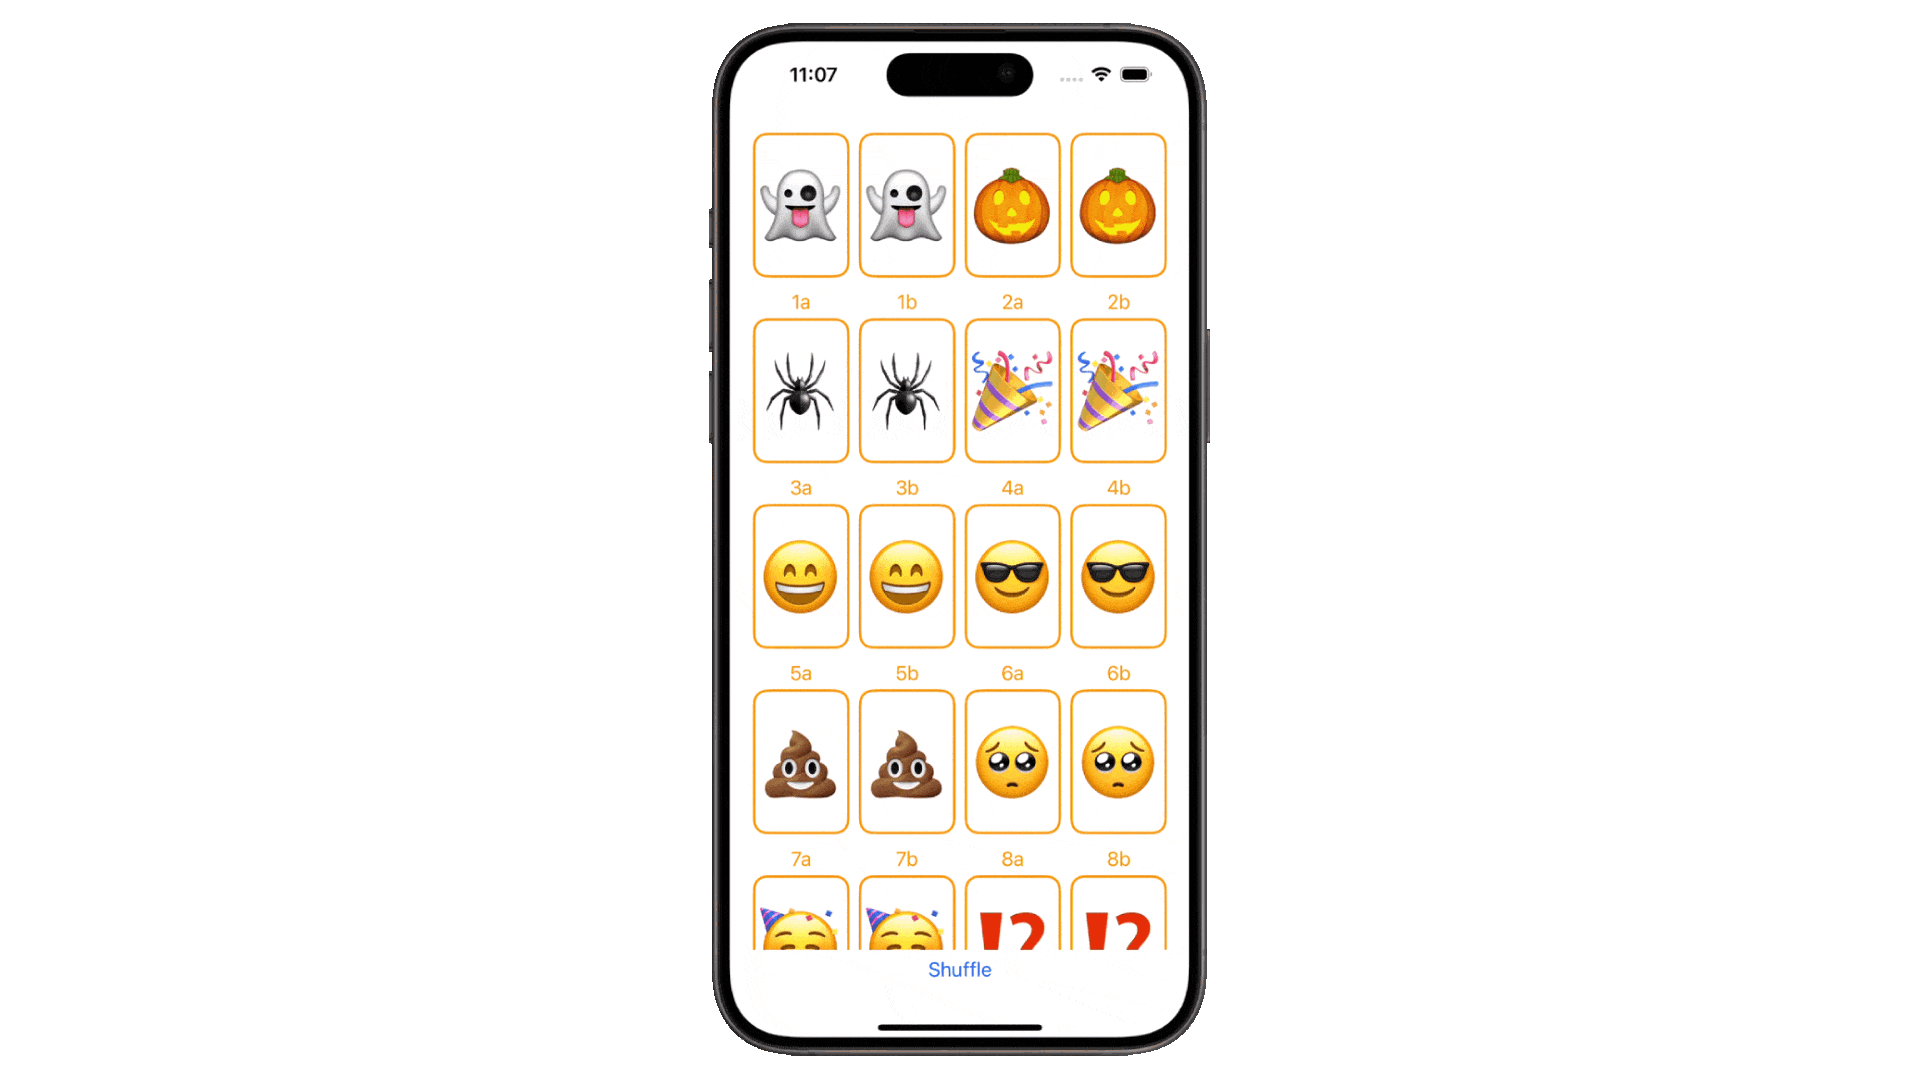 11:07
1a 1b 2a 2b
3a 3b 4a 4b
5a 5b 6a 6b
7a 7b 8a 8b
⁉ ⁉
Shuffle